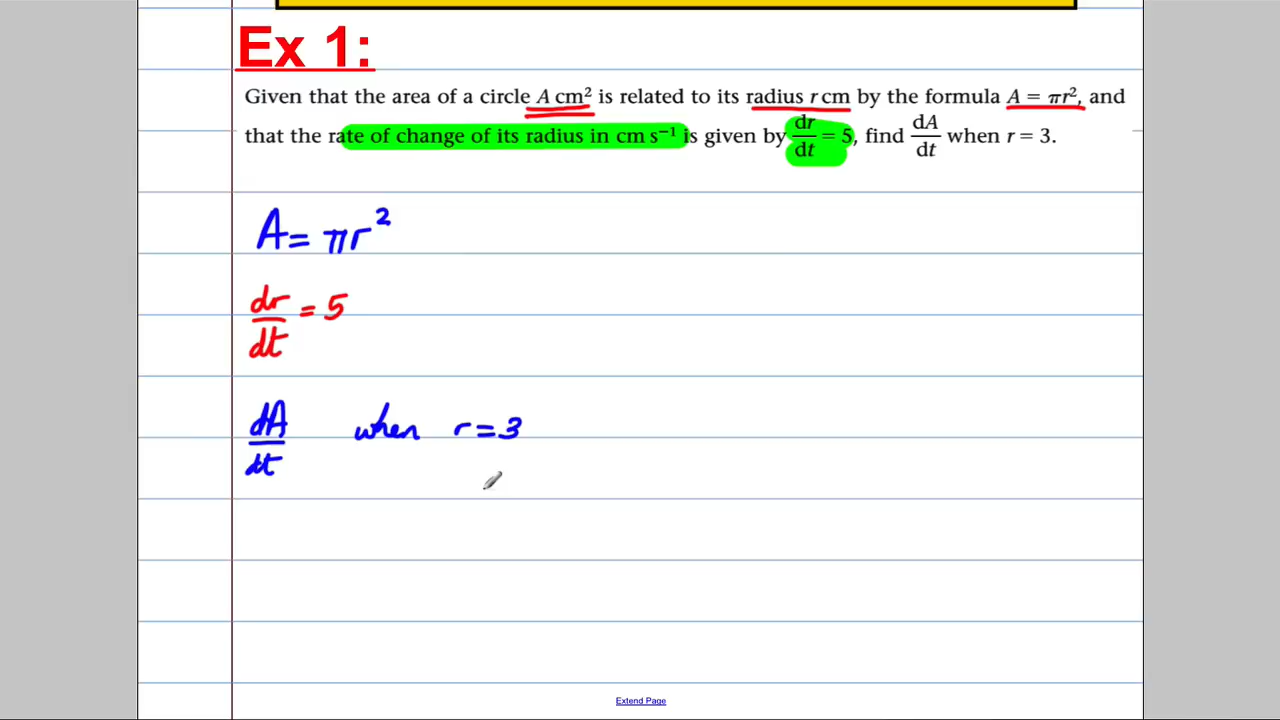 Ex 1:
Given that the area of a circle A cm² is related to its radius r cm by the formula A = πr², and
that the rate of change of its radius in cm s⁻¹ is given by dr/dt = 5, find dA/dt when r = 3.
A = πr²
dr/dt = 5
dA/dt when r = 3
Extend Page